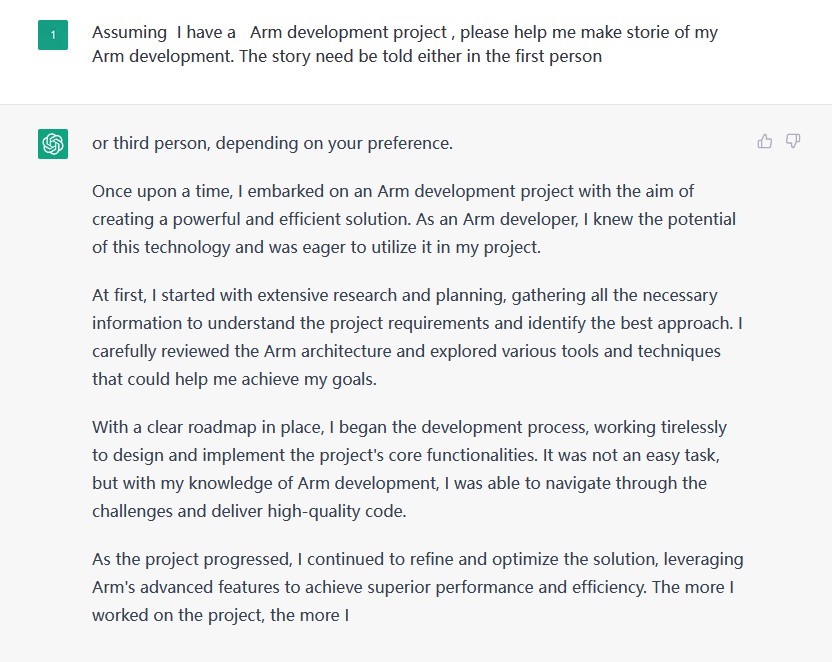 1
Assuming I have a Arm development project , please help me make storie of my
Arm development. The story need be told either in the first person
or third person, depending on your preference.
Once upon a time, I embarked on an Arm development project with the aim of
creating a powerful and efficient solution. As an Arm developer, I knew the potential
of this technology and was eager to utilize it in my project.
At first, I started with extensive research and planning, gathering all the necessary
information to understand the project requirements and identify the best approach. I
carefully reviewed the Arm architecture and explored various tools and techniques
that could help me achieve my goals.
With a clear roadmap in place, I began the development process, working tirelessly
to design and implement the project's core functionalities. It was not an easy task,
but with my knowledge of Arm development, I was able to navigate through the
challenges and deliver high-quality code.
As the project progressed, I continued to refine and optimize the solution, leveraging
Arm's advanced features to achieve superior performance and efficiency. The more I
worked on the project, the more I